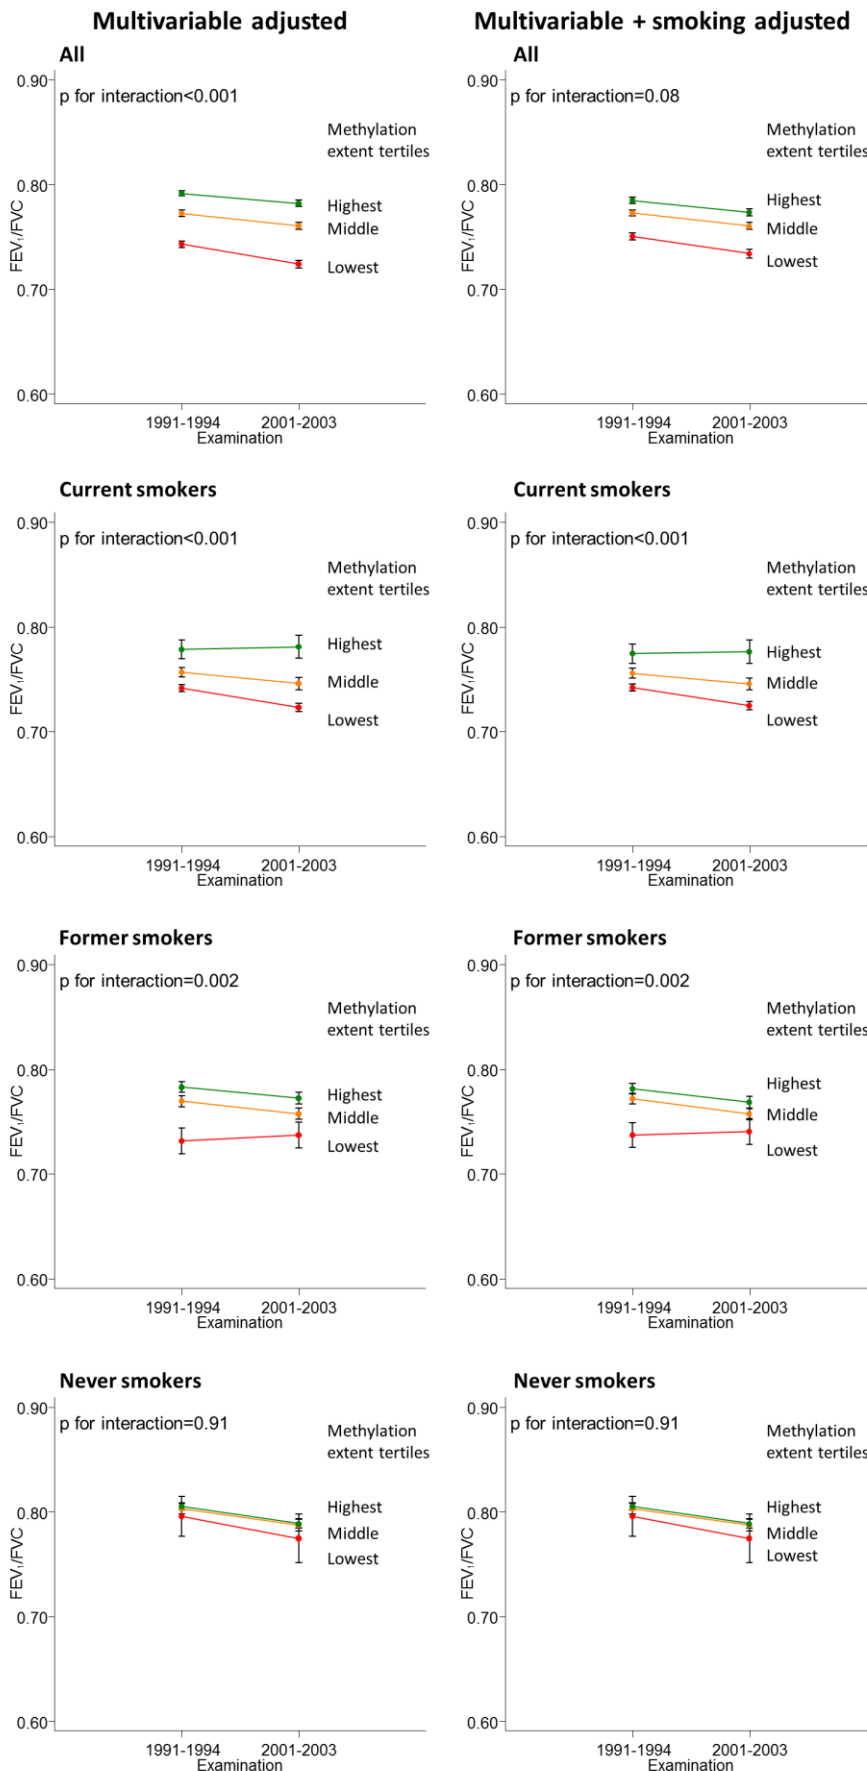 Multivariable adjusted
Multivariable + smoking adjusted
All
p for interaction<0.001
Methylation
extent tertiles
Highest
Middle
Lowest
0.90
0.80
0.70
0.60
FEV₁/FVC
1991-1994
2001-2003
Examination
All
p for interaction=0.08
Methylation
extent tertiles
Highest
Middle
Lowest
0.90
0.80
0.70
0.60
FEV₁/FVC
1991-1994
2001-2003
Examination
Current smokers
p for interaction<0.001
Methylation
extent tertiles
Highest
Middle
Lowest
0.90
0.80
0.70
0.60
FEV₁/FVC
1991-1994
2001-2003
Examination
Current smokers
p for interaction<0.001
Methylation
extent tertiles
Highest
Middle
Lowest
0.90
0.80
0.70
0.60
FEV₁/FVC
1991-1994
2001-2003
Examination
Former smokers
p for interaction=0.002
Methylation
extent tertiles
Highest
Middle
Lowest
0.90
0.80
0.70
0.60
FEV₁/FVC
1991-1994
2001-2003
Examination
Former smokers
p for interaction=0.002
Methylation
extent tertiles
Highest
Middle
Lowest
0.90
0.80
0.70
0.60
FEV₁/FVC
1991-1994
2001-2003
Examination
Never smokers
p for interaction=0.91
Methylation
extent tertiles
Highest
Middle
Lowest
0.90
0.80
0.70
0.60
FEV₁/FVC
1991-1994
2001-2003
Examination
Never smokers
p for interaction=0.91
Methylation
extent tertiles
Highest
Middle
Lowest
0.90
0.80
0.70
0.60
FEV₁/FVC
1991-1994
2001-2003
Examination